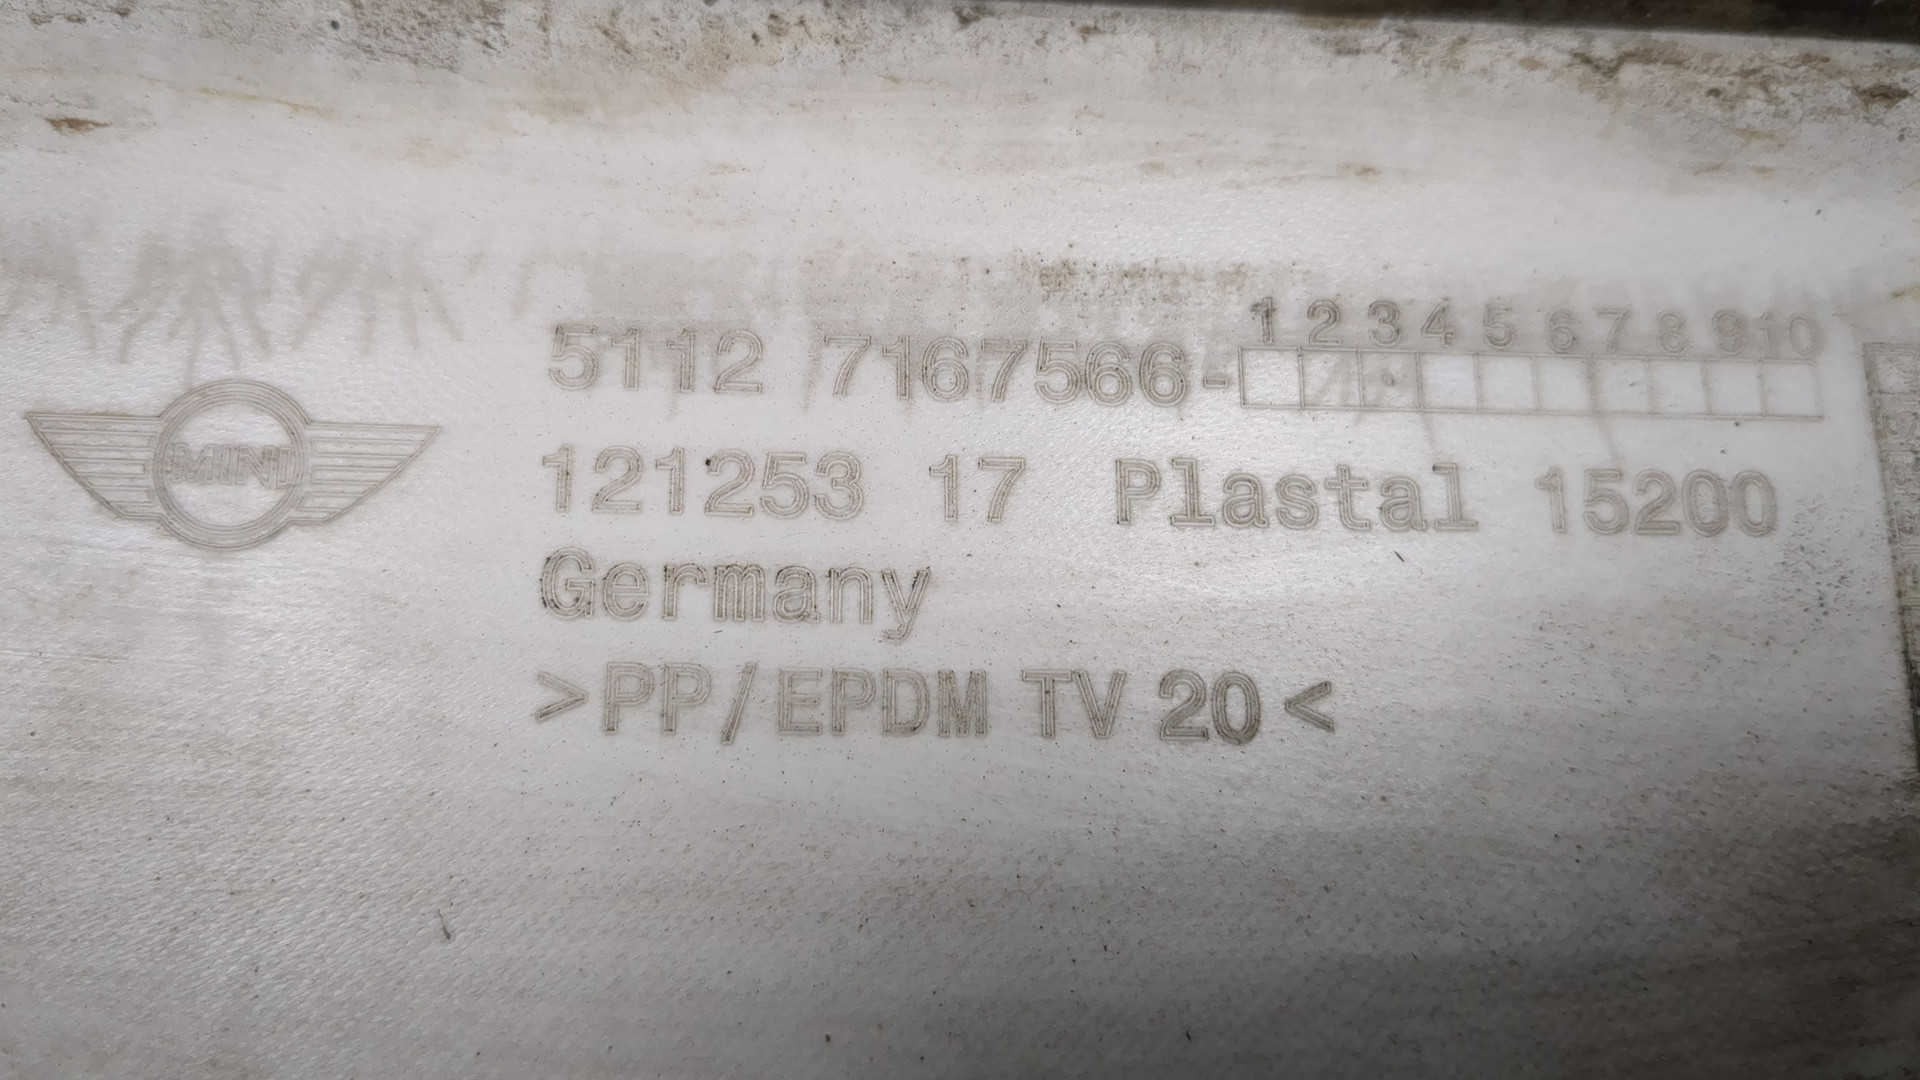 1 2 3 4 5 6 7 8 9 10
5112 7167566-
MINI
121253 17 Plastal 15200
Germany
>PP/EPDM TV 20<